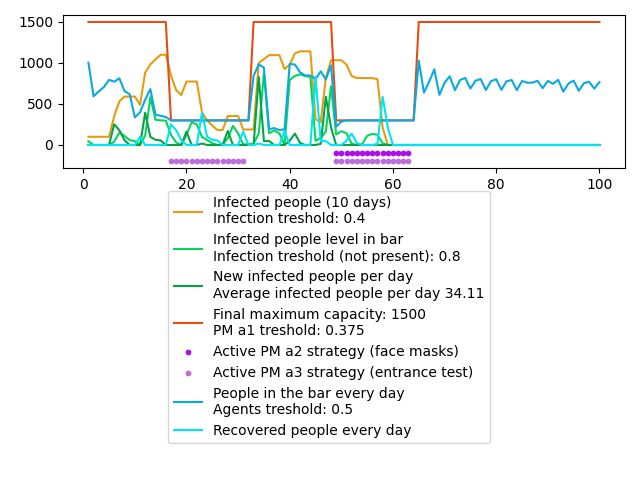 1500
1000
500
0
0
20
40
60
80
100
Infected people (10 days)
Infection treshold: 0.4
Infected people level in bar
Infection treshold (not present): 0.8
New infected people per day
Average infected people per day 34.11
Final maximum capacity: 1500
PM a1 treshold: 0.375
Active PM a2 strategy (face masks)
Active PM a3 strategy (entrance test)
People in the bar every day
Agents treshold: 0.5
Recovered people every day